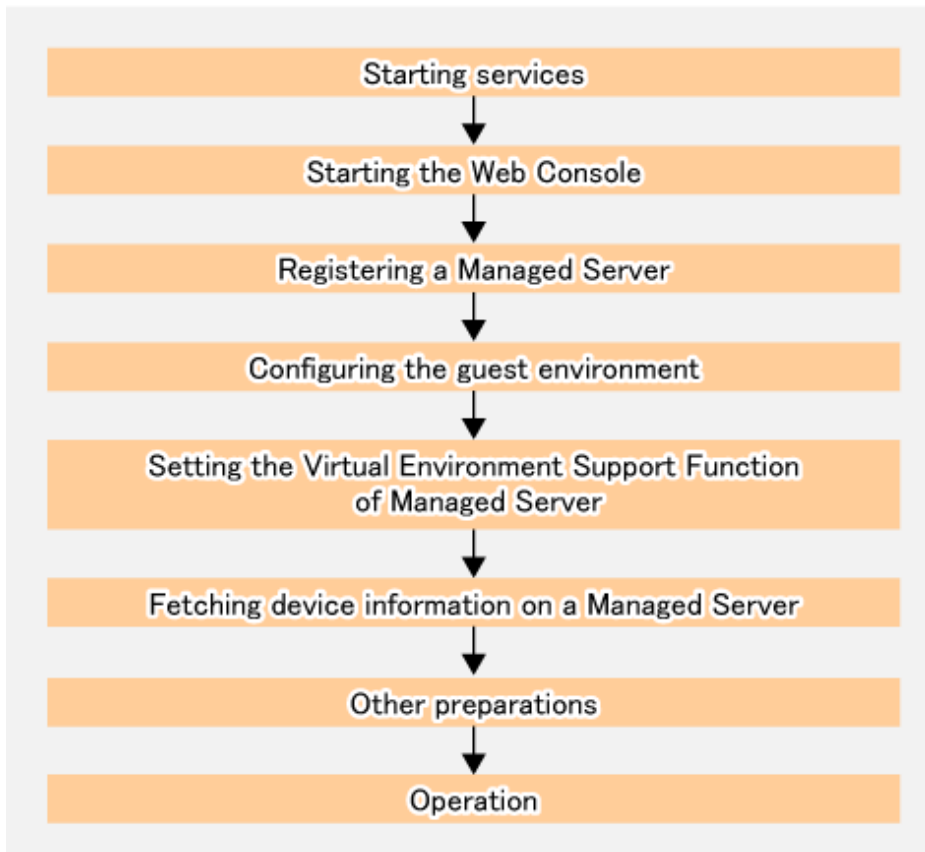 Starting services
Starting the Web Console
Registering a Managed Server
Configuring the guest environment
Setting the Virtual Environment Support Function
of Managed Server
Fetching device information on a Managed Server
Other preparations
Operation